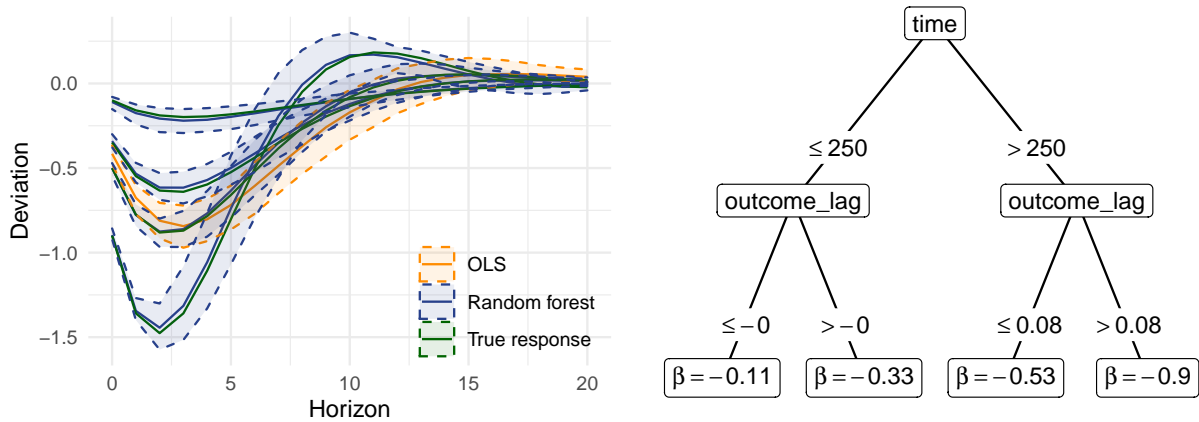 0.0
−0.5
−1.0
−1.5
Deviation
0
5
10
15
20
Horizon
OLS
Random forest
True response
time
≤ 250
> 250
outcome_lag
outcome_lag
≤ −0
> −0
≤ 0.08
> 0.08
β = −0.11
β = −0.33
β = −0.53
β = −0.9